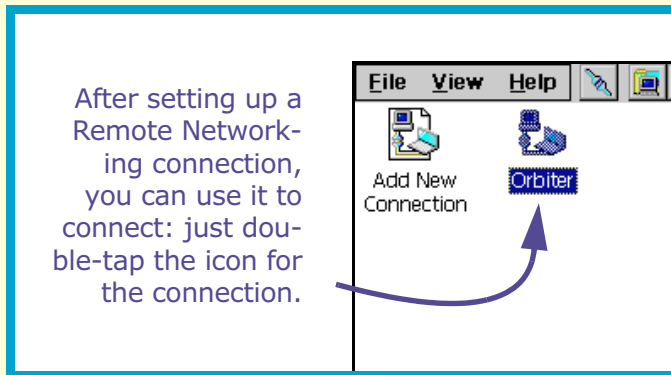 After setting up a
Remote Network-
ing connection,
you can use it to
connect: just dou-
ble-tap the icon for
the connection.
File View Help
Add New
Connection
Orbiter